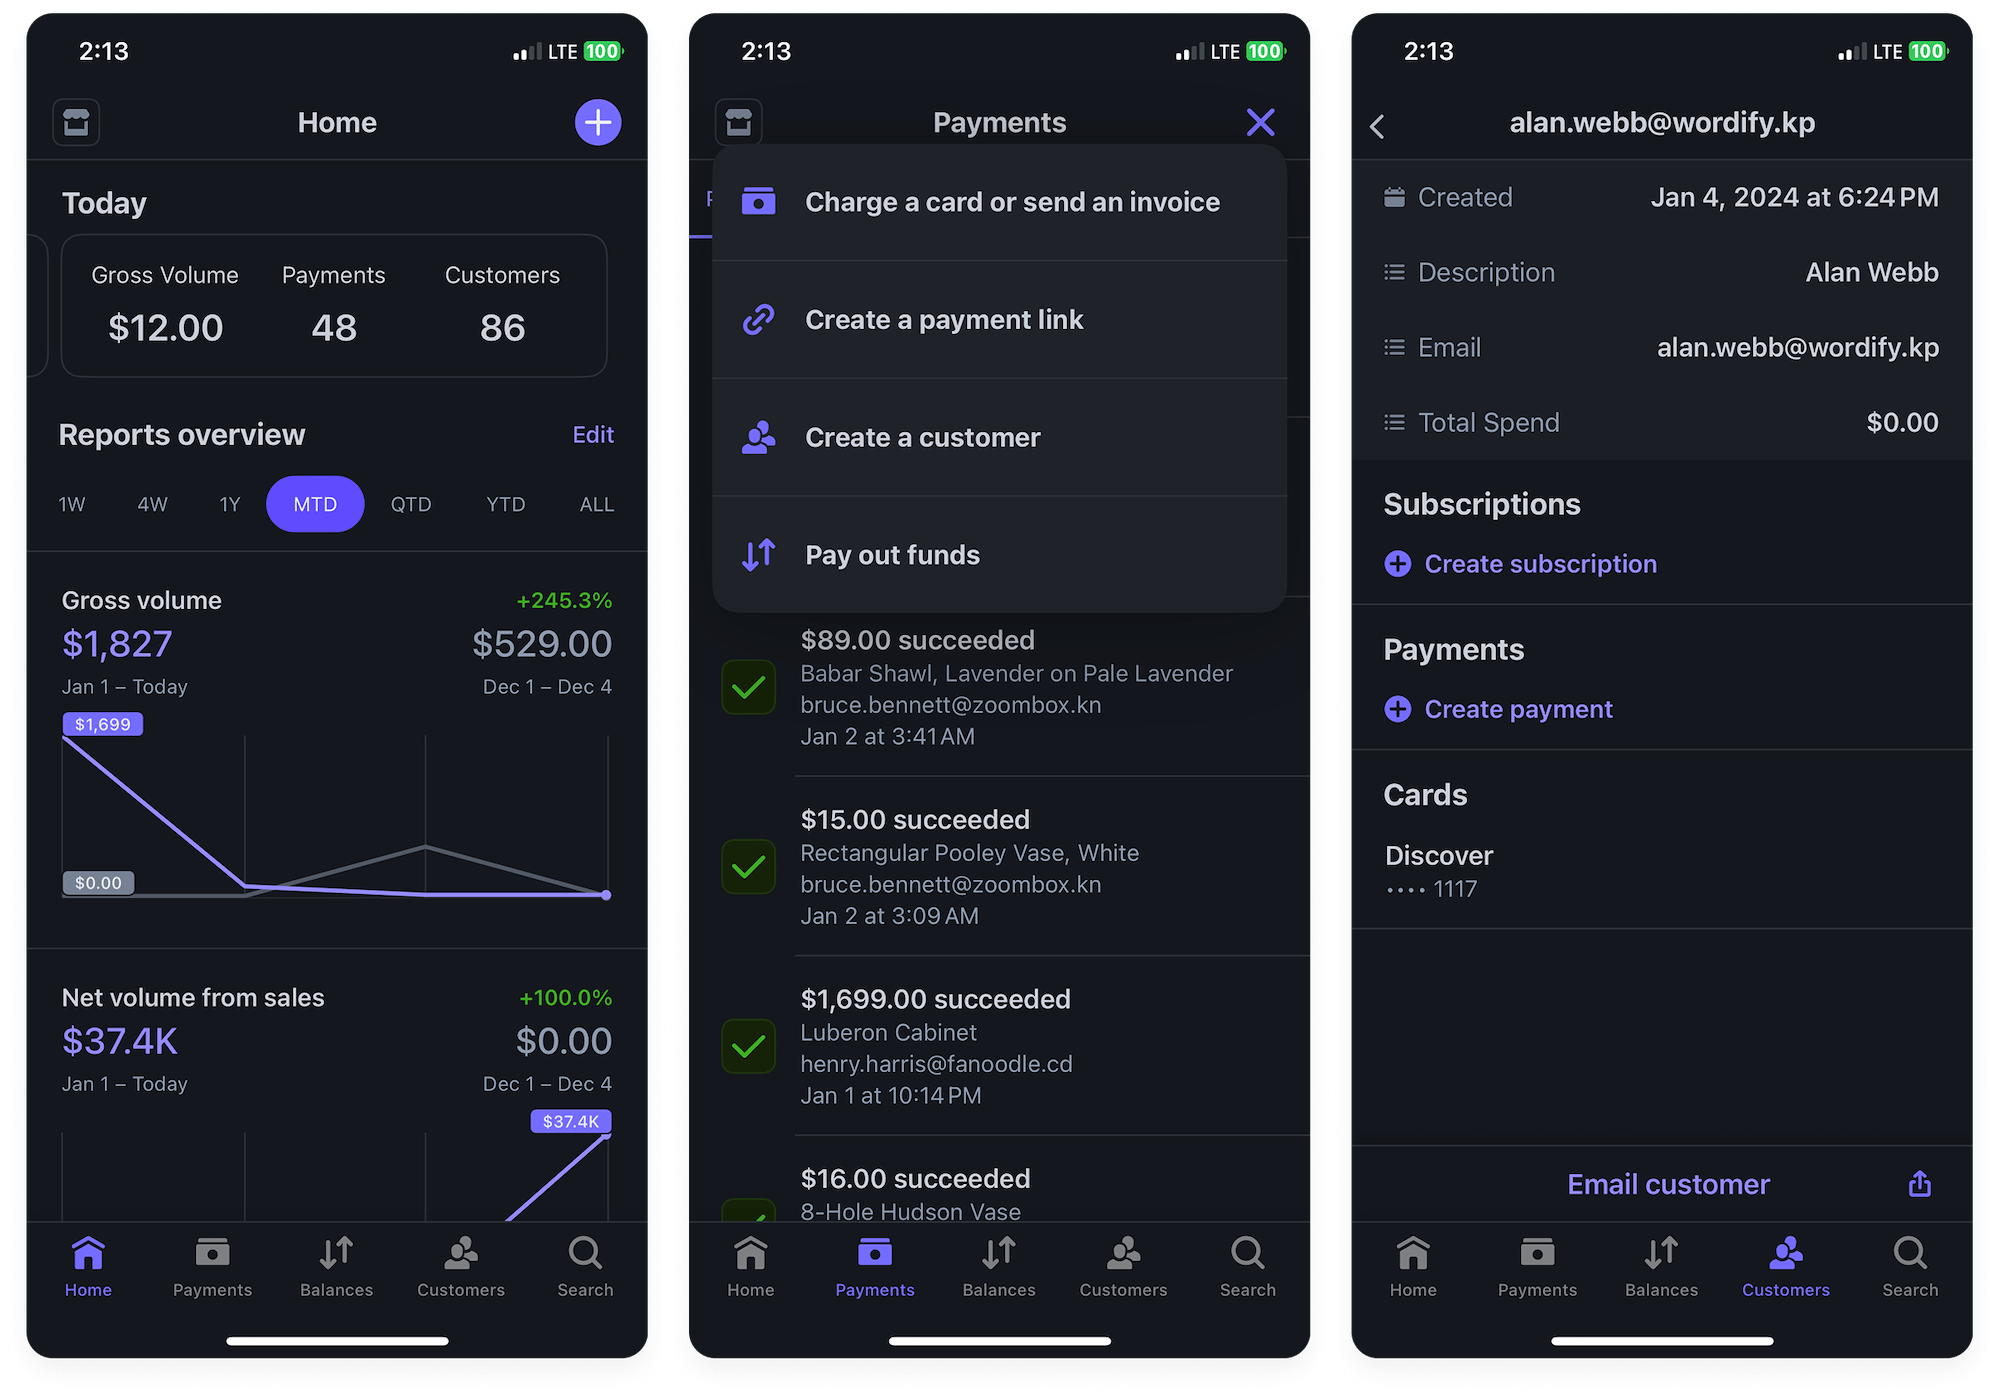 2:13
LTE 100
Home
Today
Gross Volume Payments Customers
$12.00 48 86
Reports overview Edit
1W 4W 1Y MTD QTD YTD ALL
Gross volume +245.3%
$1,827 $529.00
Jan 1 – Today Dec 1 – Dec 4
$1,699
$0.00
Net volume from sales +100.0%
$37.4K $0.00
Jan 1 – Today Dec 1 – Dec 4
$37.4K
Home Payments Balances Customers Search
2:13
LTE 100
Payments
Charge a card or send an invoice
Create a payment link
Create a customer
Pay out funds
$89.00 succeeded
Babar Shawl, Lavender on Pale Lavender
bruce.bennett@zoombox.kn
Jan 2 at 3:41 AM
$15.00 succeeded
Rectangular Pooley Vase, White
bruce.bennett@zoombox.kn
Jan 2 at 3:09 AM
$1,699.00 succeeded
Luberon Cabinet
henry.harris@fanoodle.cd
Jan 1 at 10:14 PM
$16.00 succeeded
8-Hole Hudson Vase
Home Payments Balances Customers Search
2:13
LTE 100
alan.webb@wordify.kp
Created Jan 4, 2024 at 6:24 PM
Description Alan Webb
Email alan.webb@wordify.kp
Total Spend $0.00
Subscriptions
Create subscription
Payments
Create payment
Cards
Discover
•••• 1117
Email customer
Home Payments Balances Customers Search